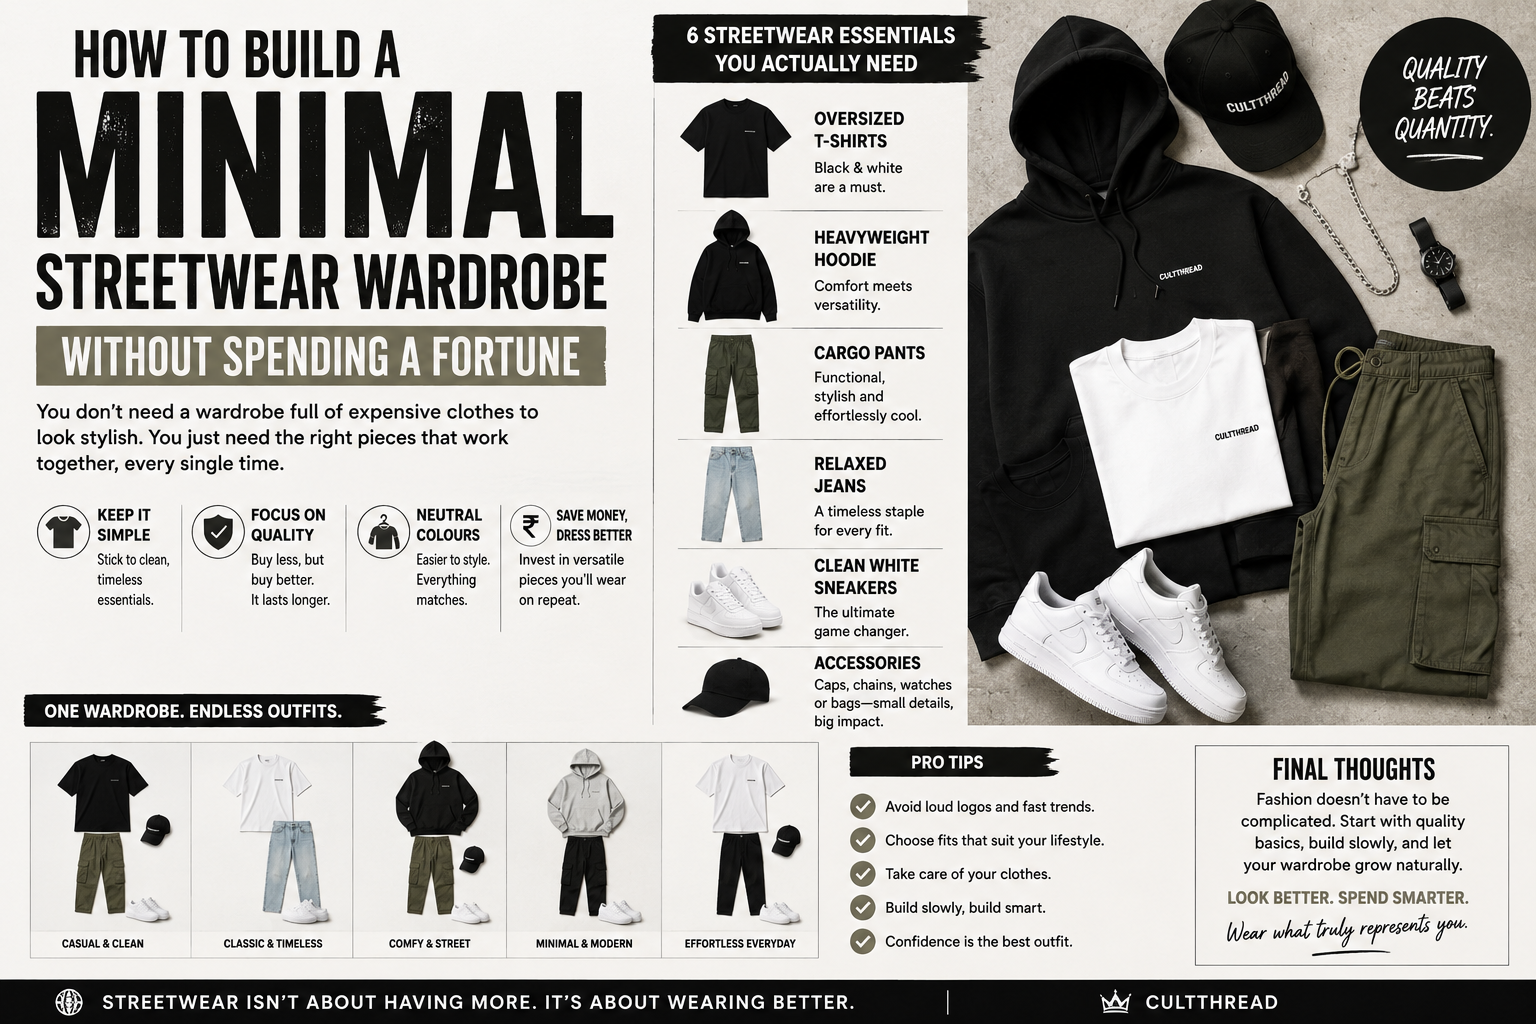 HOW TO BUILD A
MINIMAL
STREETWEAR WARDROBE
WITHOUT SPENDING A FORTUNE
You don't need a wardrobe full of expensive clothes to
look stylish. You just need the right pieces that work
together, every single time.
KEEP IT
SIMPLE
Stick to clean,
timeless
essentials.
FOCUS ON
QUALITY
Buy less, but
buy better.
It lasts longer.
NEUTRAL
COLOURS
Easier to style.
Everything
matches.
₹
SAVE MONEY,
DRESS BETTER
Invest in versatile
pieces you'll wear
on repeat.
6 STREETWEAR ESSENTIALS
YOU ACTUALLY NEED
OVERSIZED
T-SHIRTS
Black & white
are a must.
HEAVYWEIGHT
HOODIE
Comfort meets
versatility.
CARGO PANTS
Functional,
stylish and
effortlessly cool.
RELAXED
JEANS
A timeless staple
for every fit.
CLEAN WHITE
SNEAKERS
The ultimate
game changer.
ACCESSORIES
Caps, chains, watches
or bags—small details,
big impact.
CULTTHREAD
QUALITY
BEATS
QUANTITY.
CULTTHREAD
CULTTHREAD
ONE WARDROBE. ENDLESS OUTFITS.
CASUAL & CLEAN
CLASSIC & TIMELESS
COMFY & STREET
MINIMAL & MODERN
EFFORTLESS EVERYDAY
PRO TIPS
Avoid loud logos and fast trends.
Choose fits that suit your lifestyle.
Take care of your clothes.
Build slowly, build smart.
Confidence is the best outfit.
FINAL THOUGHTS
Fashion doesn't have to be
complicated. Start with quality
basics, build slowly, and let
your wardrobe grow naturally.
LOOK BETTER. SPEND SMARTER.
Wear what truly represents you.
STREETWEAR ISN'T ABOUT HAVING MORE. IT'S ABOUT WEARING BETTER.
CULTTHREAD